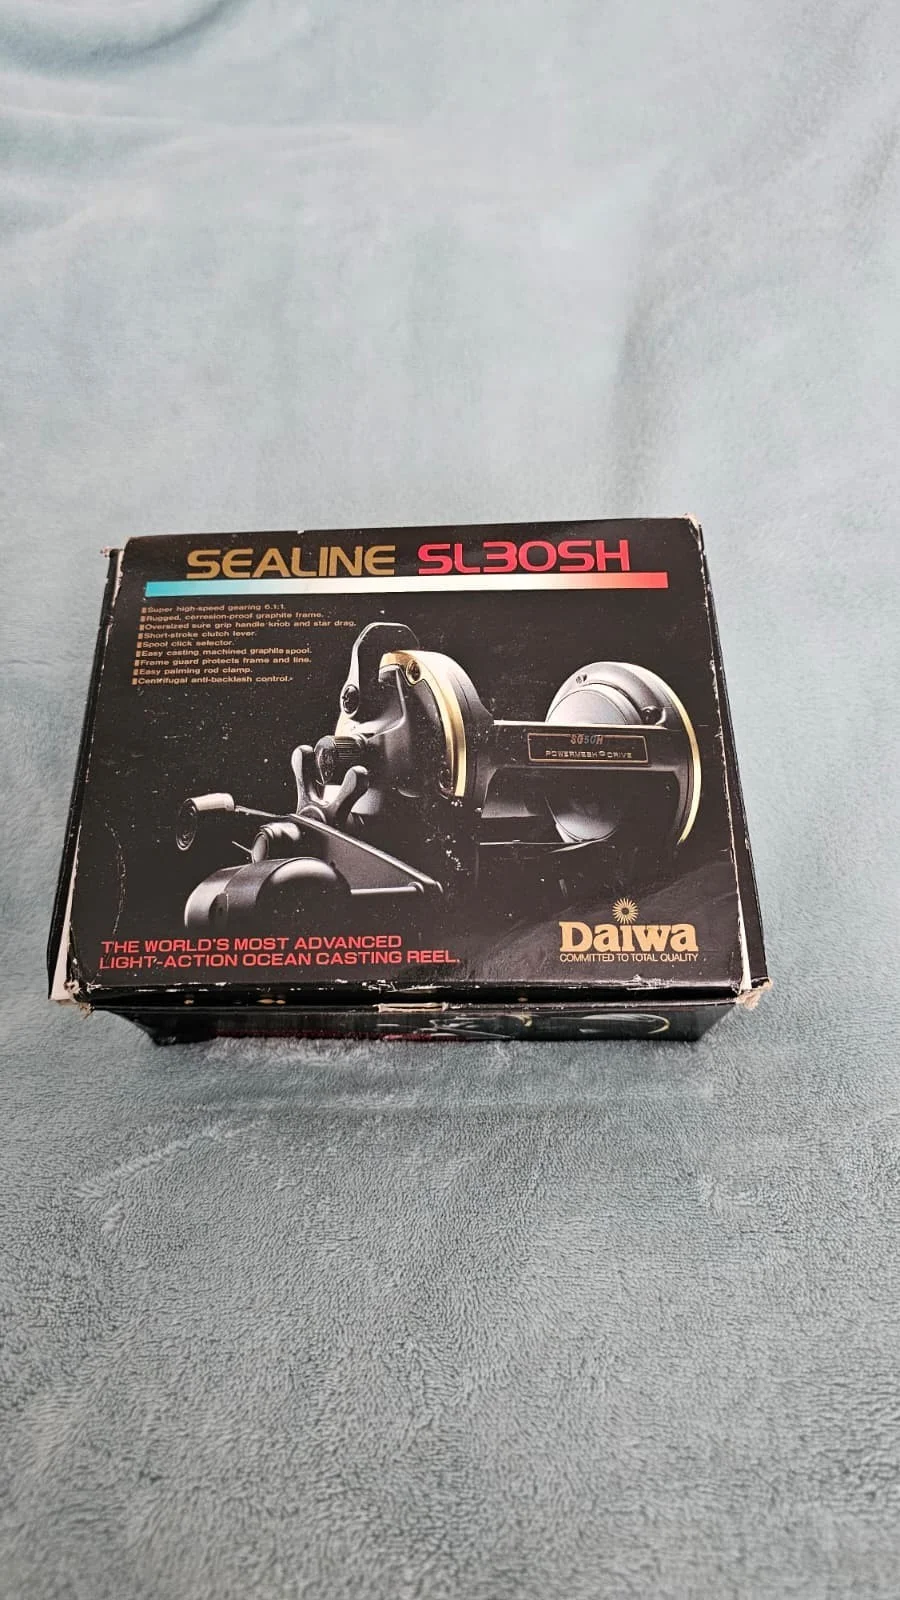 SEALINE SL30SH
Super high-speed gearing 6.1:1.
Rugged, corrosion-proof graphite frame.
Oversized sure grip handle knob and star drag.
Short-stroke clutch lever.
Spool click selector.
Easy casting machined graphite spool.
Frame guard protects frame and line.
Easy palming rod clamp.
Centrifugal anti-backlash control.
POWERMESH DRIVE
THE WORLD'S MOST ADVANCED
LIGHT-ACTION OCEAN CASTING REEL.
Daiwa
COMMITTED TO TOTAL QUALITY